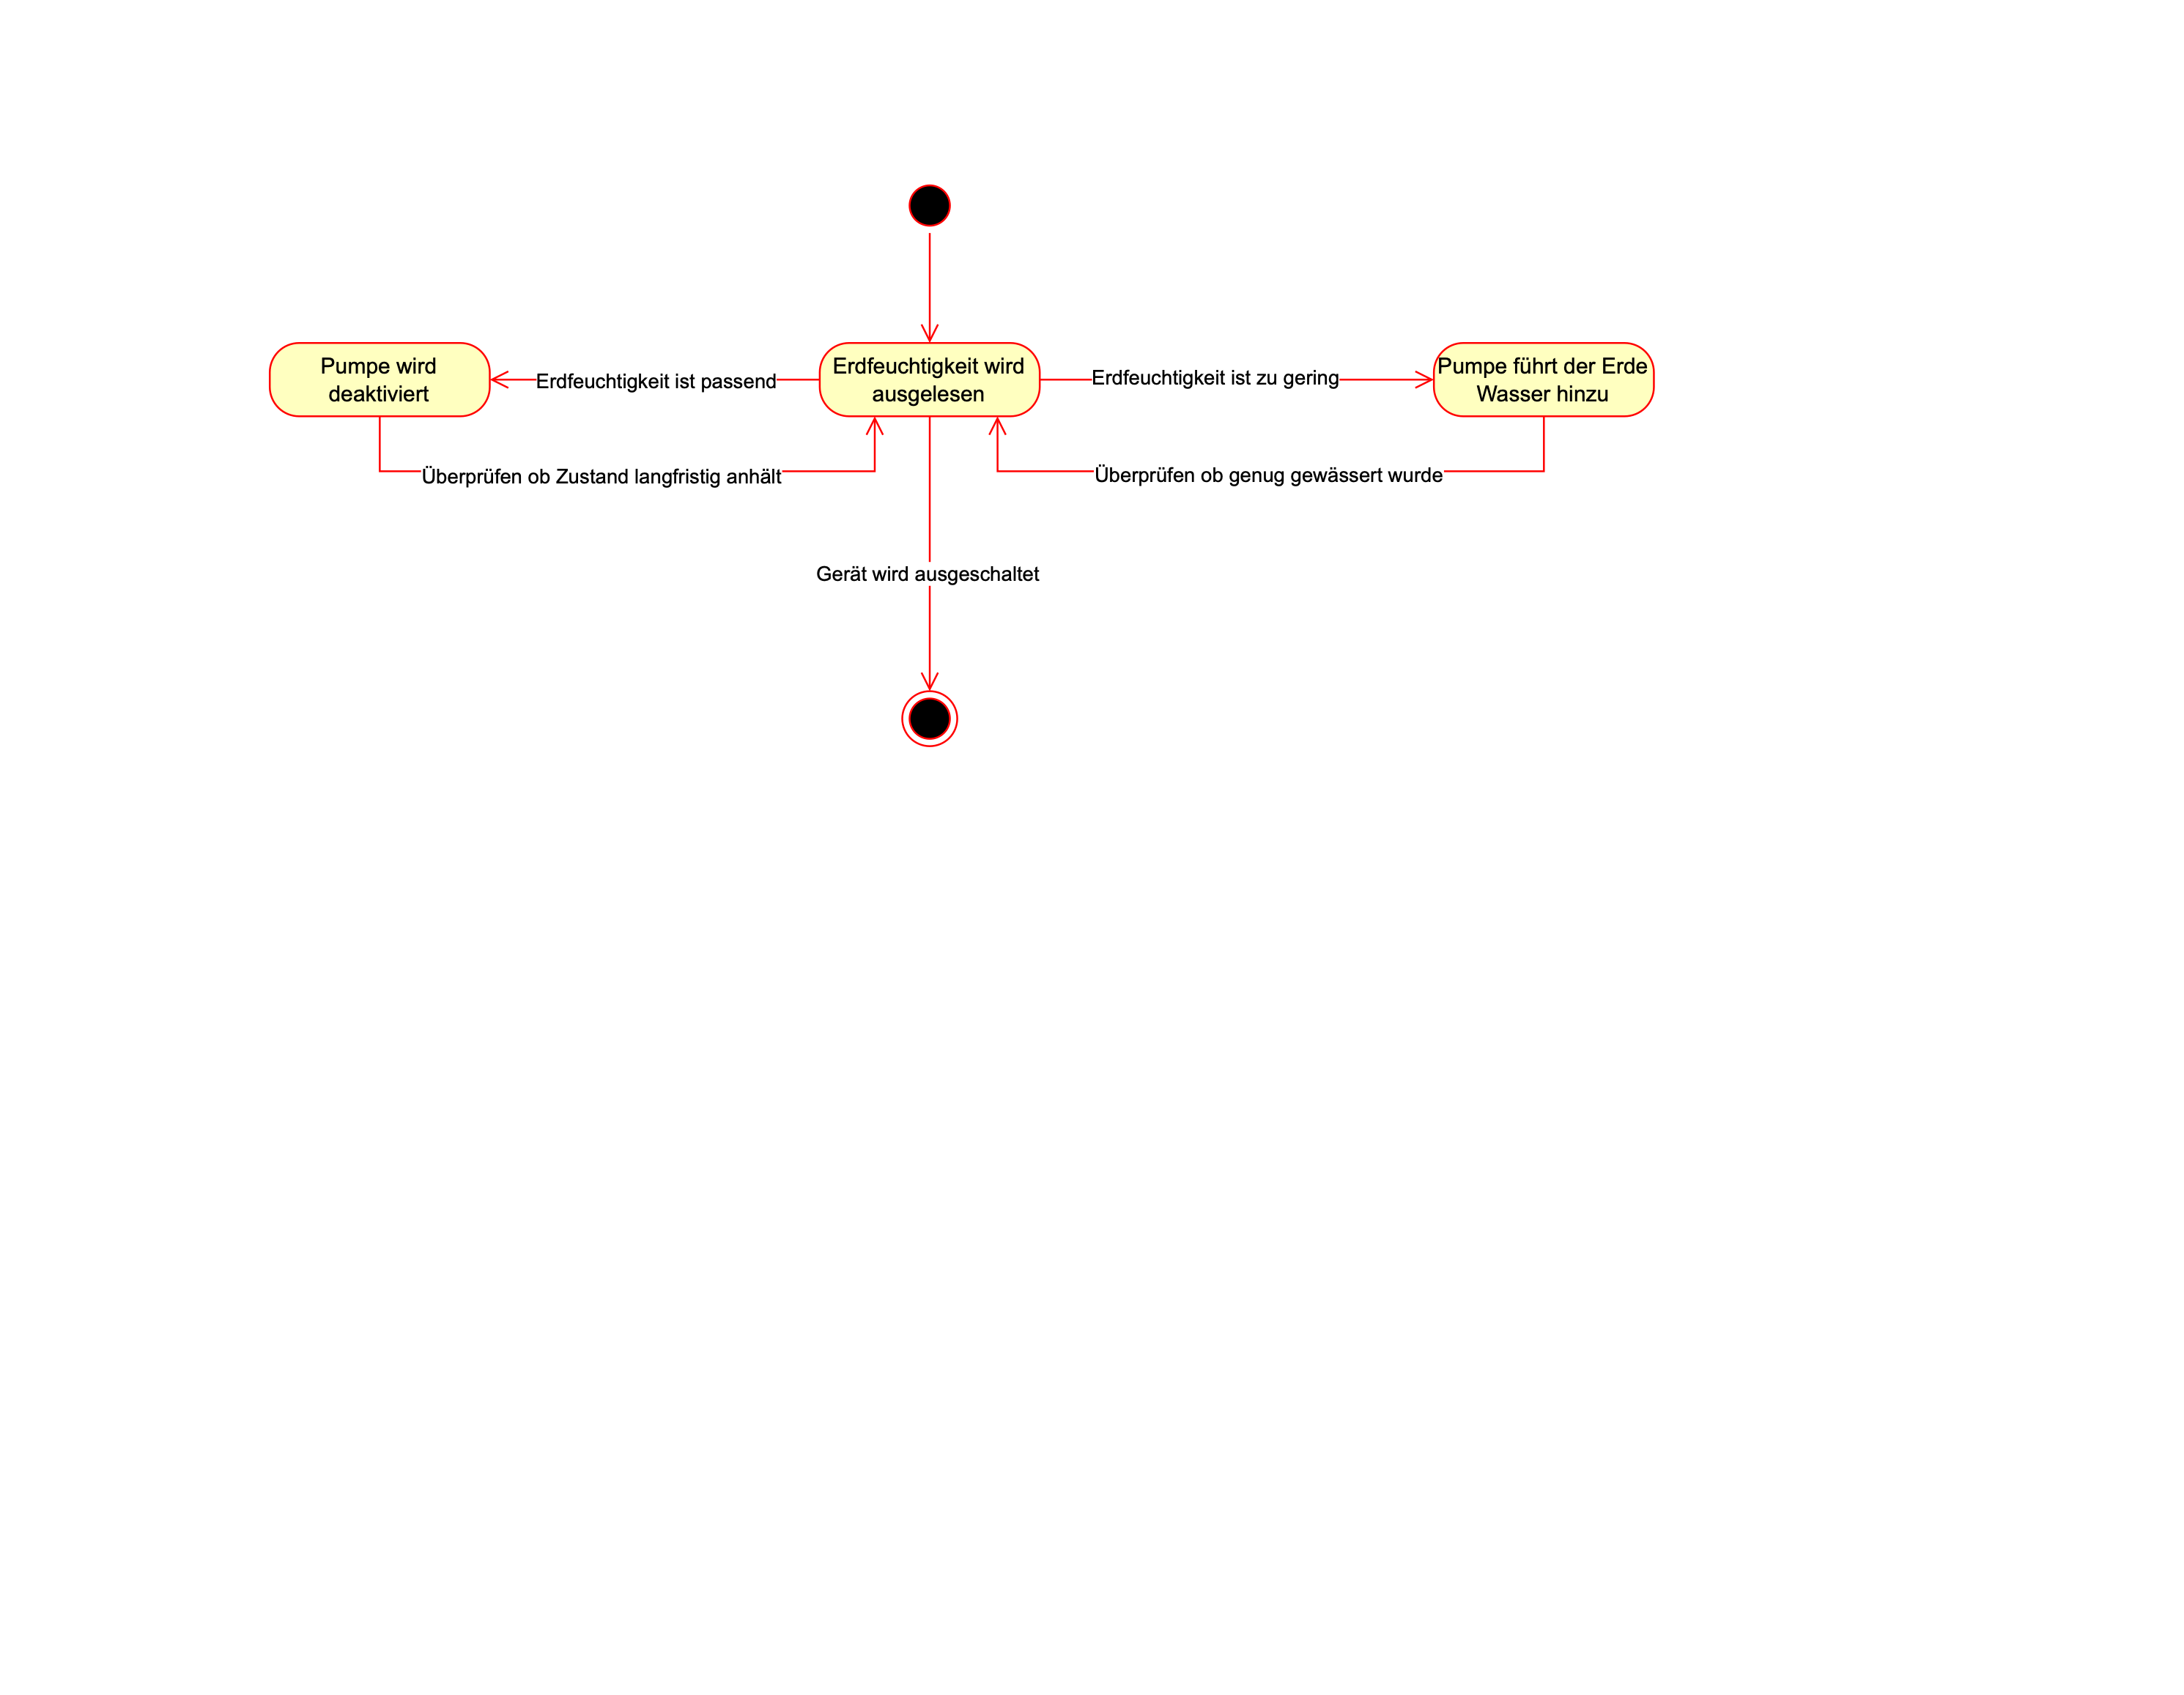 Pumpe wird
deaktiviert
Erdfeuchtigkeit ist passend
Erdfeuchtigkeit wird
ausgelesen
Erdfeuchtigkeit ist zu gering
Pumpe führt der Erde
Wasser hinzu
Überprüfen ob Zustand langfristig anhält
Überprüfen ob genug gewässert wurde
Gerät wird ausgeschaltet